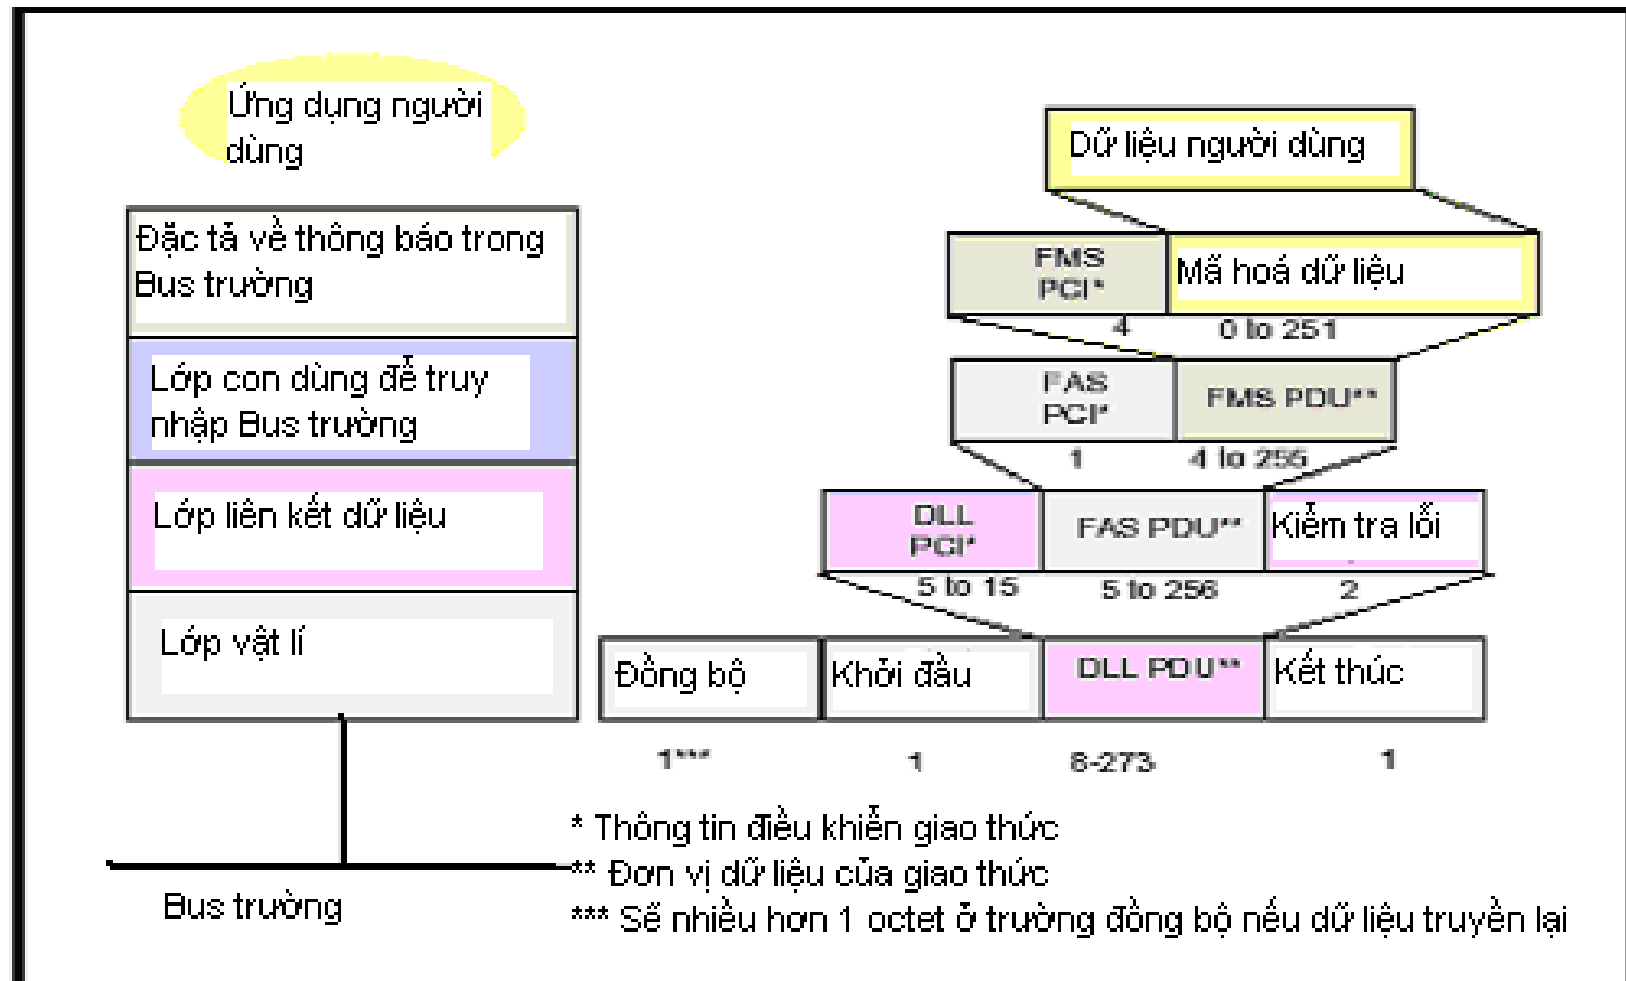 Ứng dụng người
dùng
Đặc tả về thông báo trong
Bus trường
Lớp con dùng để truy
nhập Bus trường
Lớp liên kết dữ liệu
Lớp vật lí
Bus trường
Dữ liệu người dùng
FMS
PCI*
Mã hoá dữ liệu
4
0 to 251
FAS
PCI*
FMS PDU**
1
4 to 255
DLL
PCI*
FAS PDU**
Kiểm tra lỗi
5 to 15
5 to 256
2
Đồng bộ
Khởi đầu
DLL PDU**
Kết thúc
1***
1
8-273
1
* Thông tin điều khiển giao thức
** Đơn vị dữ liệu của giao thức
*** Sẽ nhiều hơn 1 octet ở trường đồng bộ nếu dữ liệu truyền lại